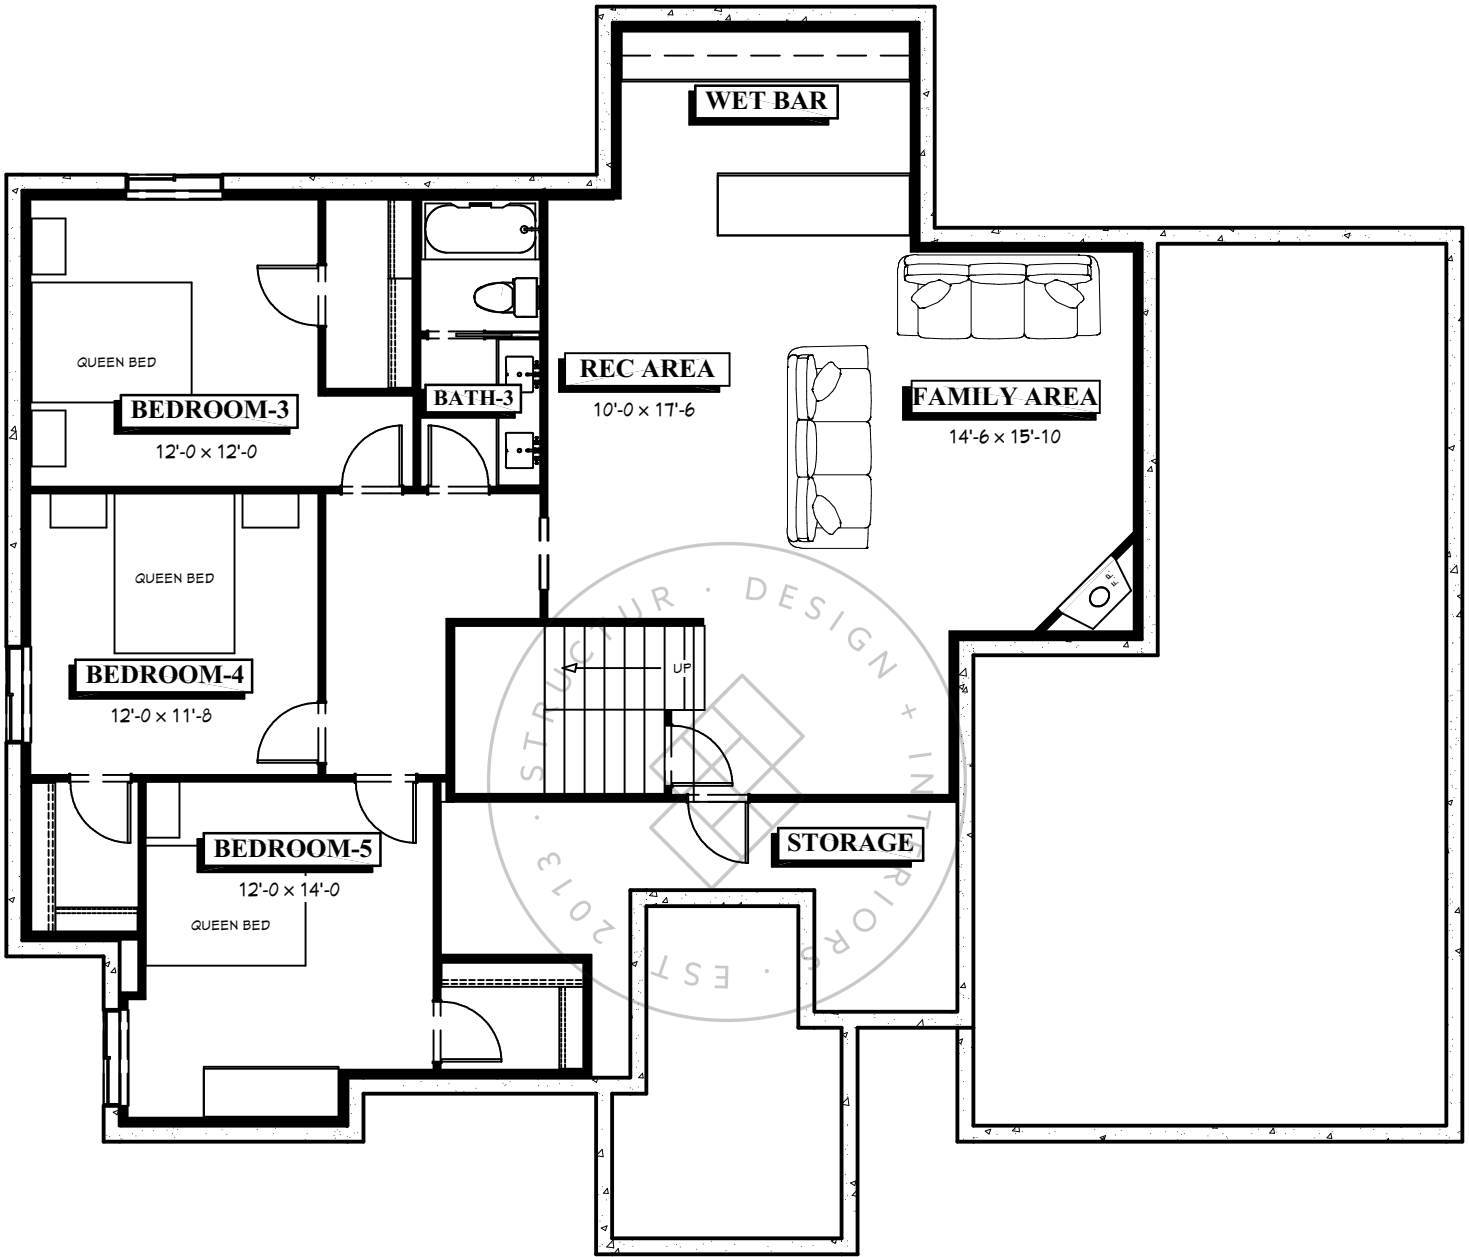 WET BAR
QUEEN BED
BEDROOM-3
12'-0 x 12'-0
BATH-3
REC AREA
10'-0 x 17'-6
FAMILY AREA
14'-6 x 15'-10
QUEEN BED
BEDROOM-4
12'-0 x 11'-8
F.P.
UP
BEDROOM-5
12'-0 x 14'-0
QUEEN BED
STORAGE
STRUCTUR · DESIGN + INTERIORS · EST 2013 ·